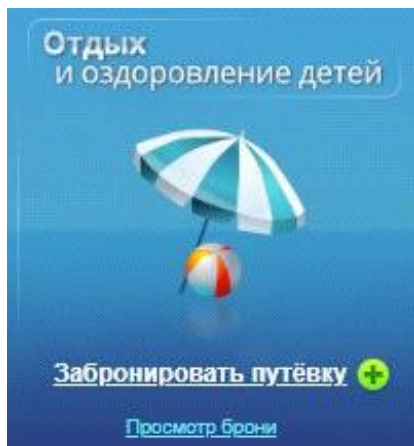 Отдых
и оздоровление детей
Забронировать путёвку
Просмотр брони